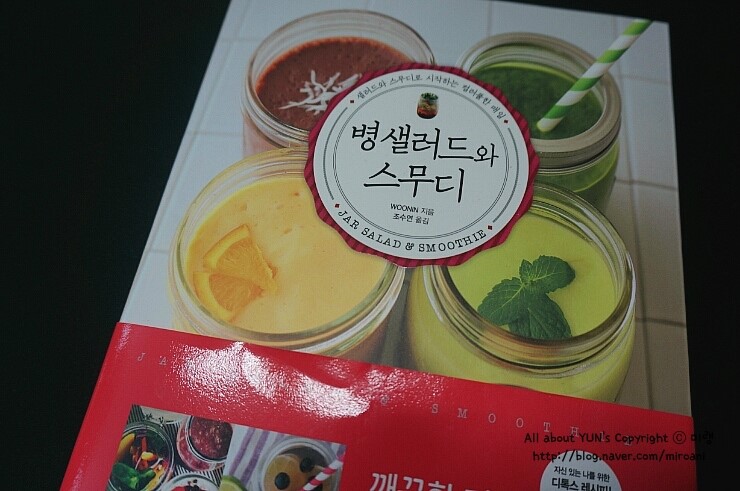 샐러드와 스무디로 시작하는 컬러풀한 매일
병샐러드와
스무디
WOONIN 지음
조수연 옮김
JAR SALAD & SMOOTHIE
& SMOOTH
All about YUN's Copyright ⓒ 미령
http://blog.naver.com/miroani
자신 있는 나를 위한
디톡스 레시피!